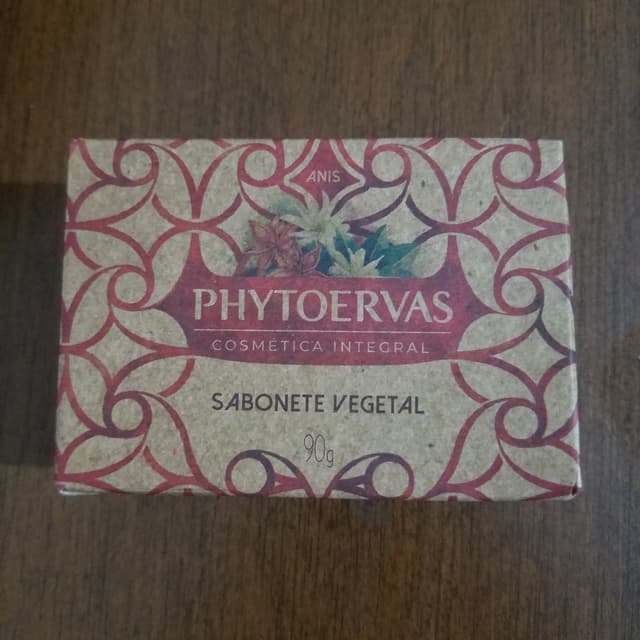 ANIS
PHYTOERVAS
COSMÉTICA INTEGRAL
SABONETE VEGETAL
90g